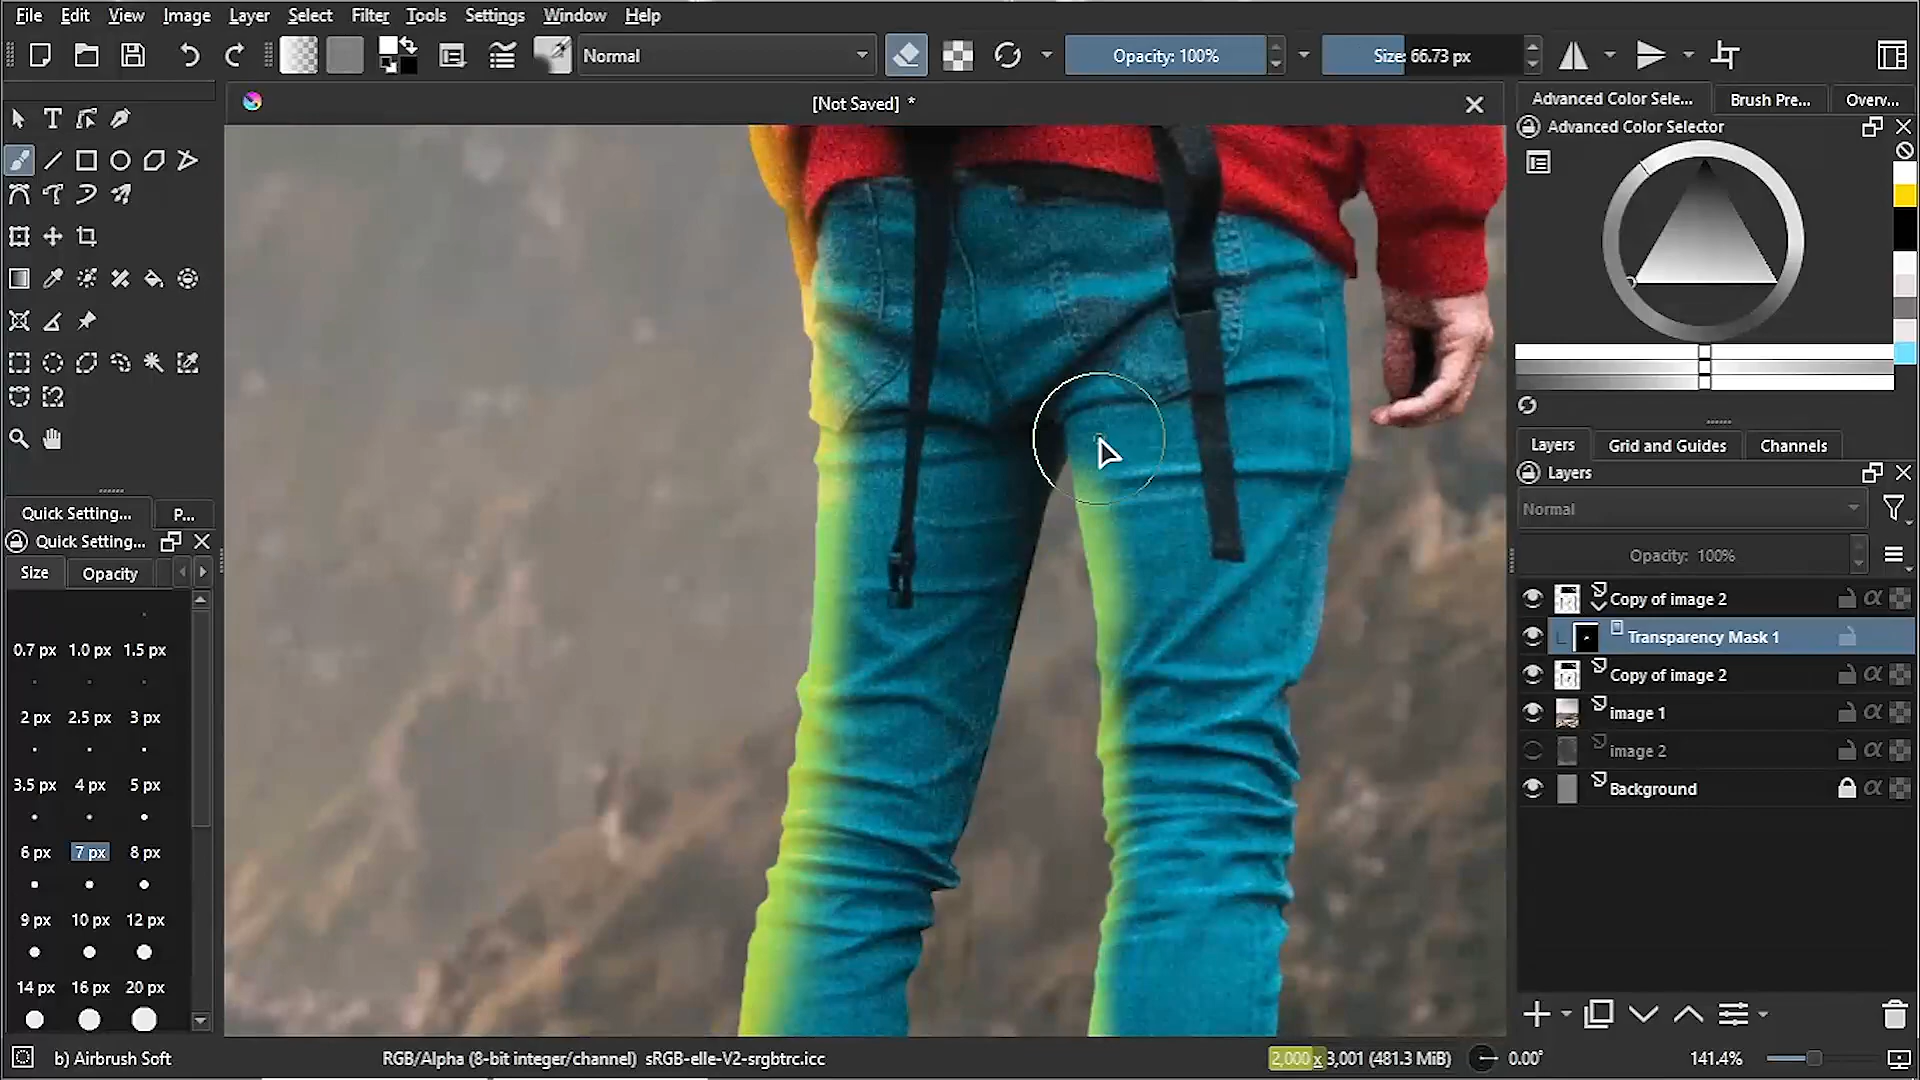 File Edit View Image Layer Select Filter Tools Settings Window Help
Normal Opacity: 100% Size: 66.73 px
[Not Saved] *
Advanced Color Sele... Brush Pre... Overv...
Advanced Color Selector
Layers Grid and Guides Channels
Layers
Normal
Opacity: 100%
Copy of image 2
Transparency Mask 1
Copy of image 2
image 1
image 2
Background
Quick Setting... P...
Quick Setting...
Size Opacity
0.7 px 1.0 px 1.5 px
2 px 2.5 px 3 px
3.5 px 4 px 5 px
6 px 7 px 8 px
9 px 10 px 12 px
14 px 16 px 20 px
b) Airbrush Soft RGB/Alpha (8-bit integer/channel) sRGB-elle-V2-srgbtrc.icc 2,000 x 3,001 (481.3 MiB) 0.00° 141.4%